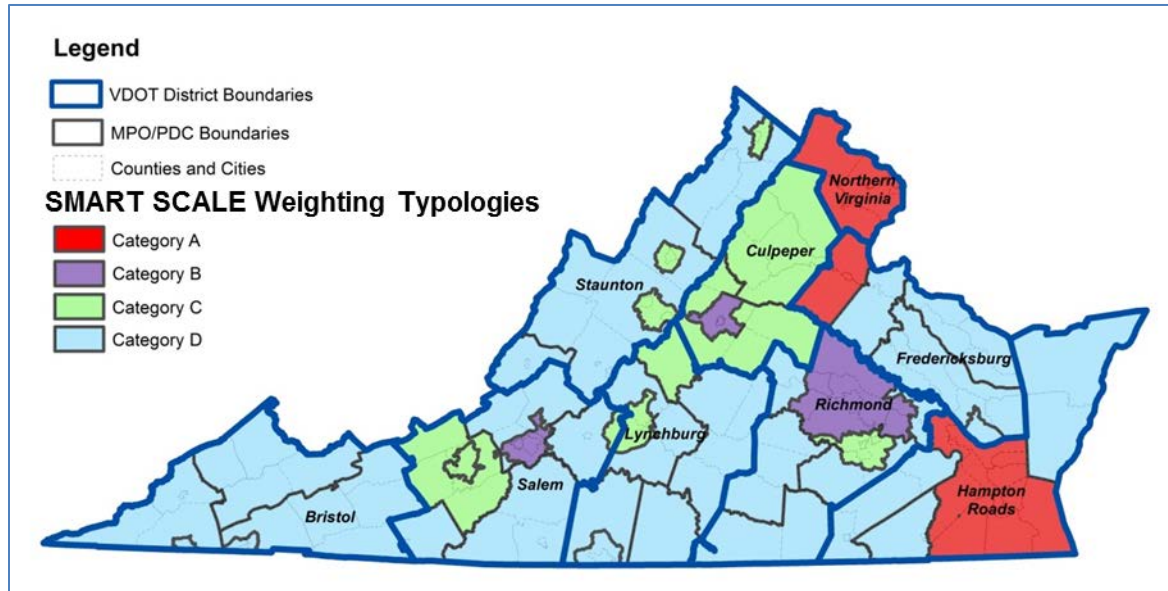 Legend
VDOT District Boundaries
MPO/PDC Boundaries
Counties and Cities
SMART SCALE Weighting Typologies
Category A
Category B
Category C
Category D
Northern
Virginia
Culpeper
Staunton
Fredericksburg
Richmond
Lynchburg
Salem
Hampton
Roads
Bristol